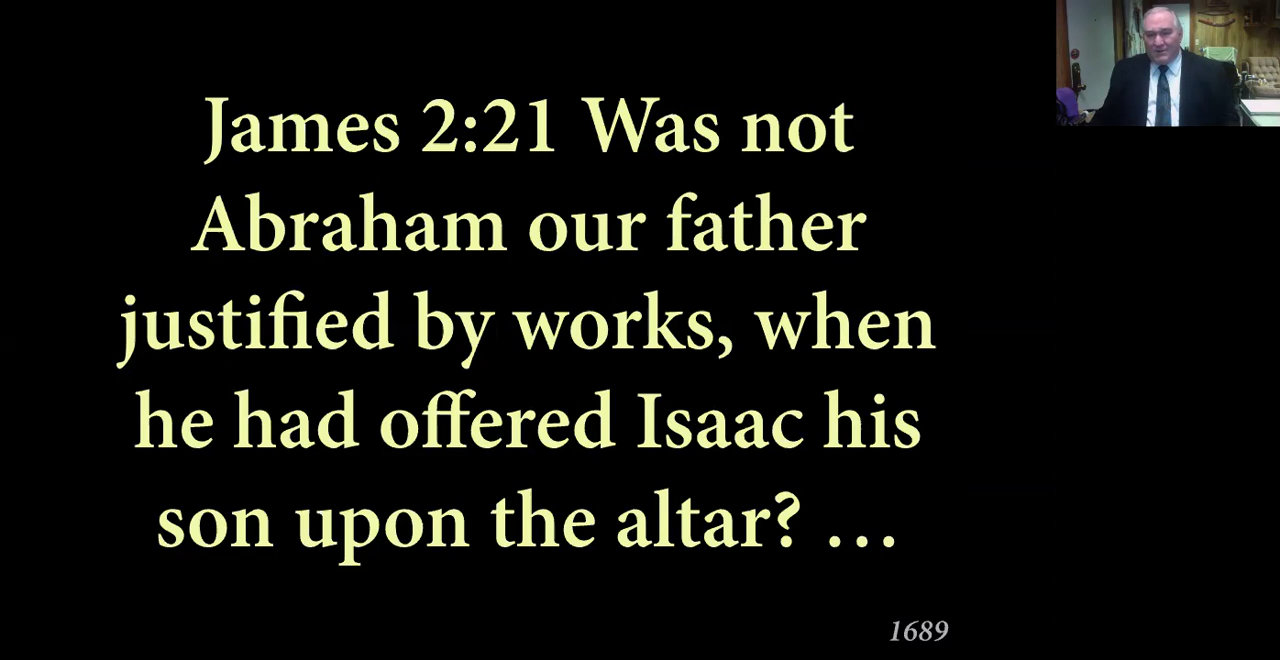 James 2:21 Was not
Abraham our father
justified by works, when
he had offered Isaac his
son upon the altar? …
1689